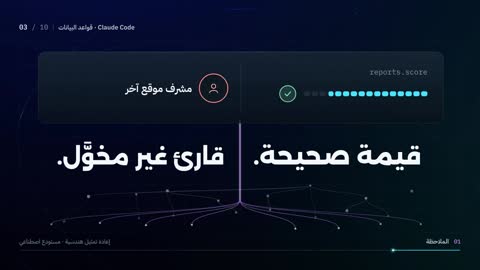 03 / 10 | قواعد البيانات · Claude Code
reports.score
مشرف موقع آخر
قيمة صحيحة.
قارئ غير مخوَّل.
01 الملاحظة
إعادة تمثيل هندسية · مستودع اصطناعي